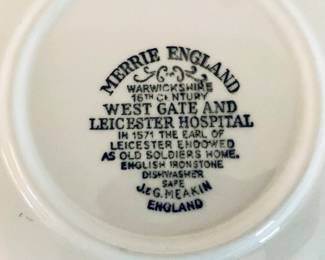 MERRIE ENGLAND
WARWICKSHIRE
16TH CENTURY
WEST GATE AND
LEICESTER HOSPITAL
IN 1571 THE EARL OF
LEICESTER ENDOWED
AS OLD SOLDIERS HOME.
ENGLISH IRONSTONE
DISHWASHER
SAFE
J.&G. MEAKIN
ENGLAND